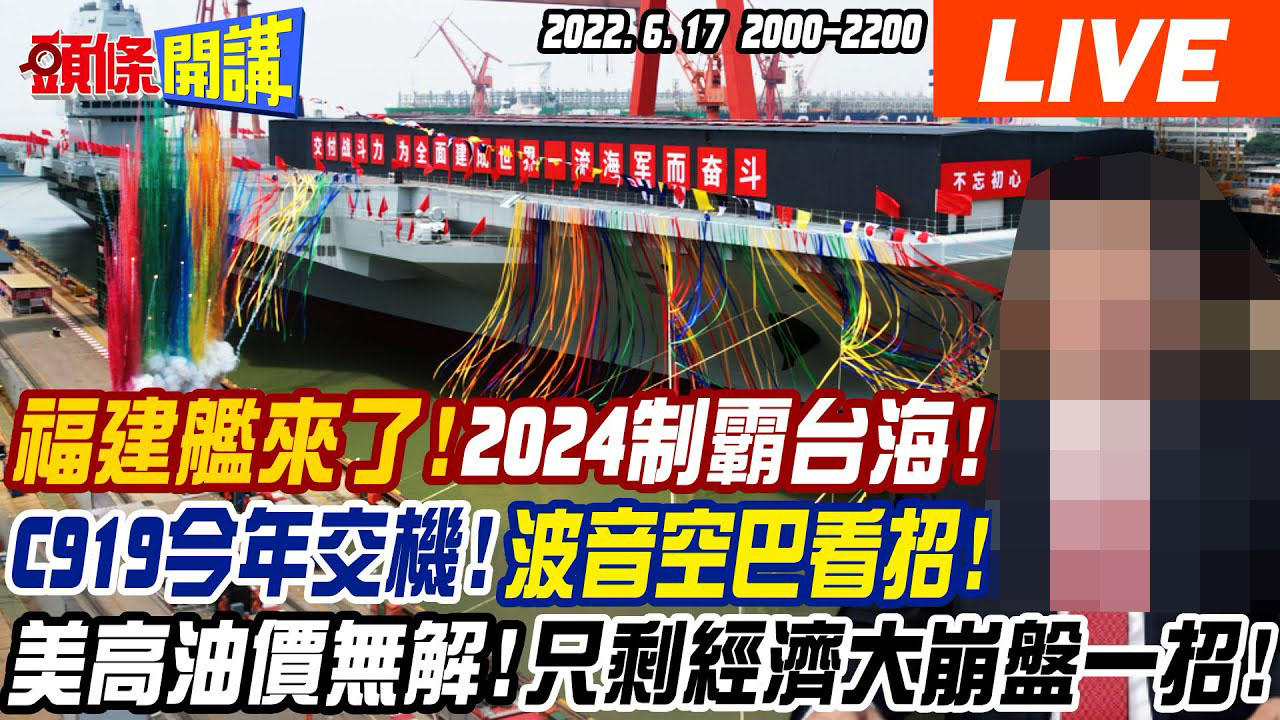 頭條開講
2022.6.17 2000-2200
LIVE
交付战斗力 为全面建成世界一流海军而奋斗
不忘初心
福建艦來了!2024制霸台海!
C919今年交機!波音空巴看招!
美高油價無解!只剩經濟大崩盤一招!